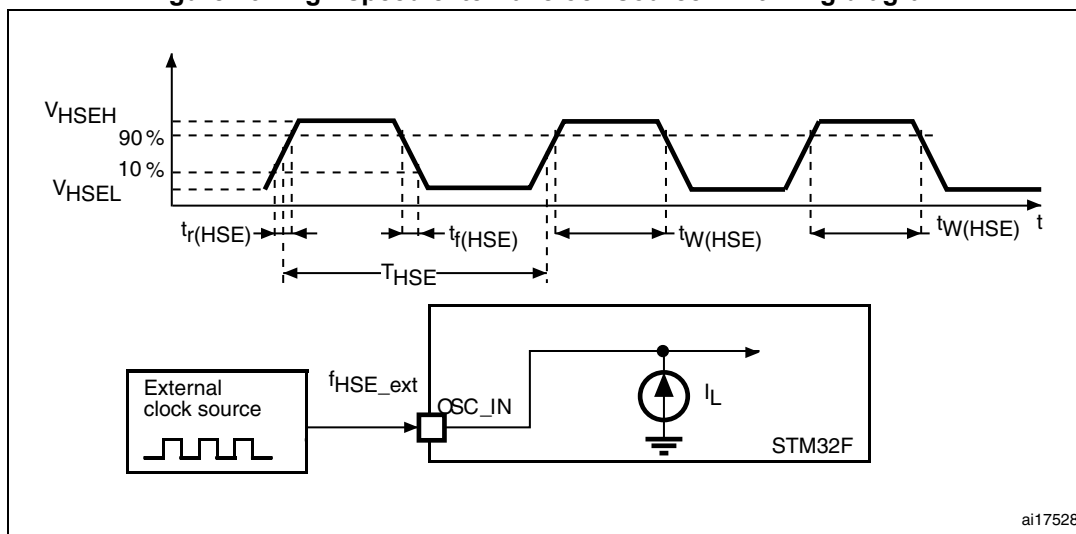 VHSEH
90%
10%
VHSEL
tr(HSE)
tf(HSE)
tW(HSE)
tW(HSE)
t
THSE
External
clock source
fHSE_ext
OSC_IN
IL
STM32F
ai17528